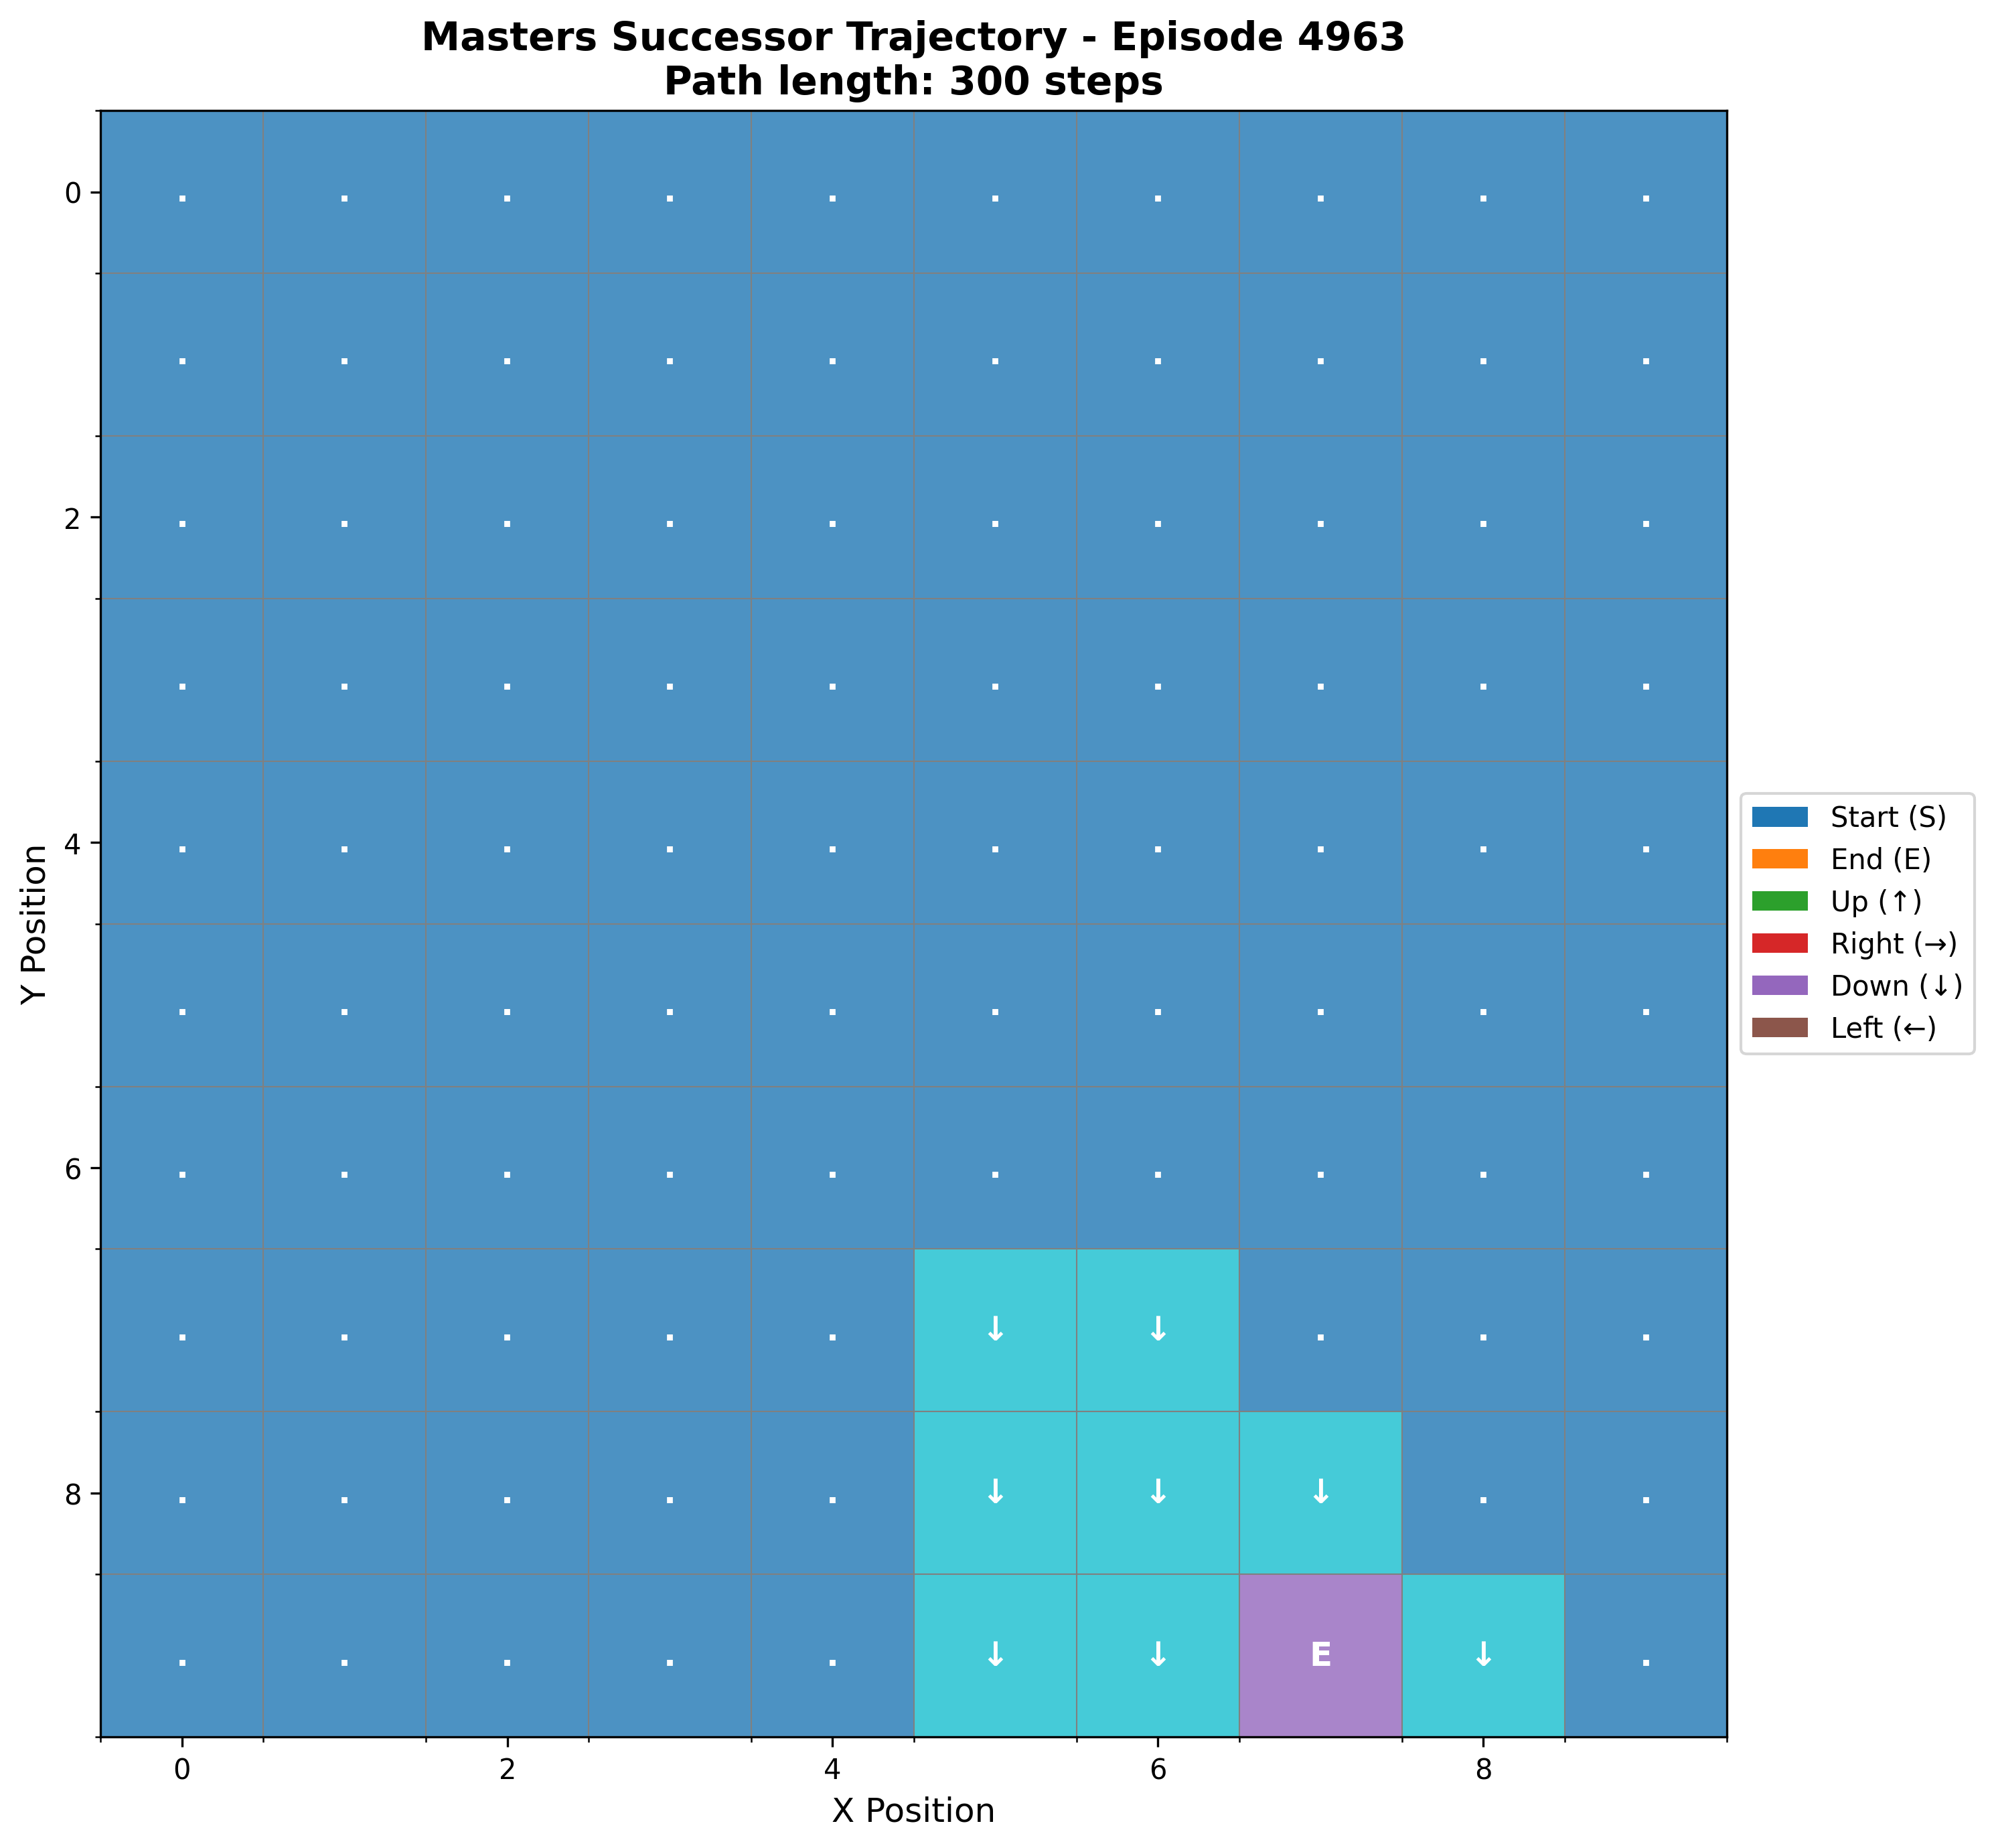 Masters Successor Trajectory - Episode 4963
Path length: 300 steps
0
2
4
6
8
Y Position
. . . . . . . . . .
. . . . . . . . . .
. . . . . . . . . .
. . . . . . . . . .
. . . . . . . . . .
. . . . . . . . . .
. . . . . . . . . .
. . . . . ↓ ↓ . . .
. . . . . ↓ ↓ ↓ . .
. . . . . ↓ ↓ E ↓ .
0 2 4 6 8
X Position
Start (S)
End (E)
Up (↑)
Right (→)
Down (↓)
Left (←)